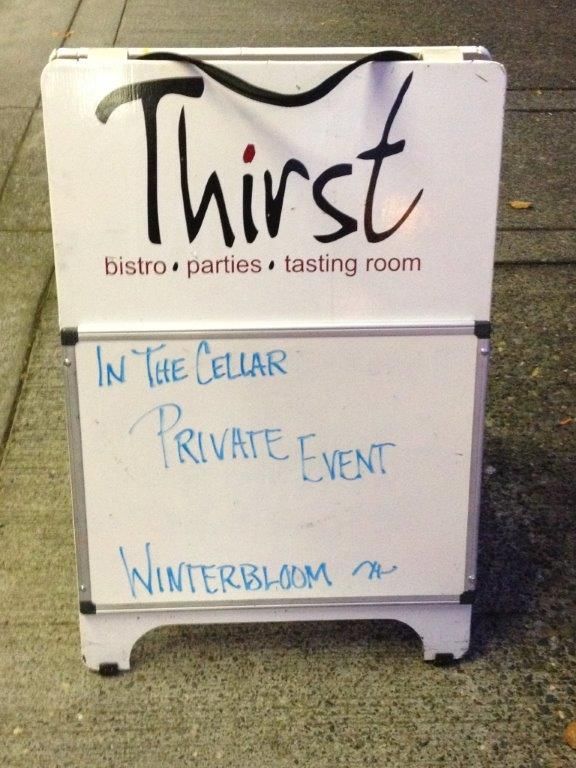 Thirst
bistro • parties • tasting room
IN THE CELLAR
PRIVATE EVENT
WINTERBLOOM